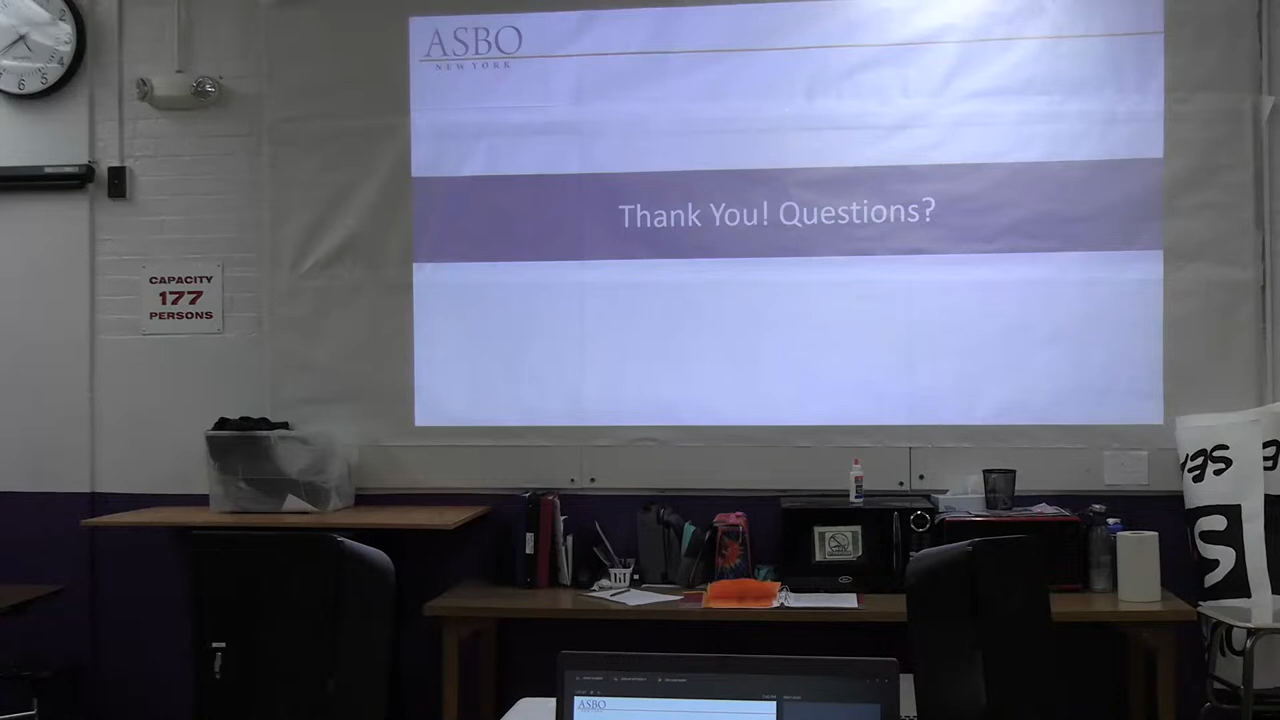 ASBO
NEW YORK
Thank You! Questions?
CAPACITY
177
PERSONS
ASBO